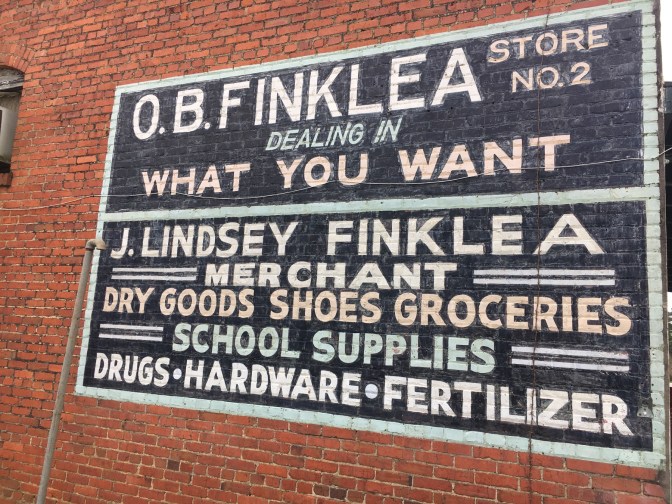 O.B. FINKLEA STORE NO. 2
DEALING IN
WHAT YOU WANT
J. LINDSEY FINKLEA
MERCHANT
DRY GOODS SHOES GROCERIES
SCHOOL SUPPLIES
DRUGS • HARDWARE • FERTILIZER